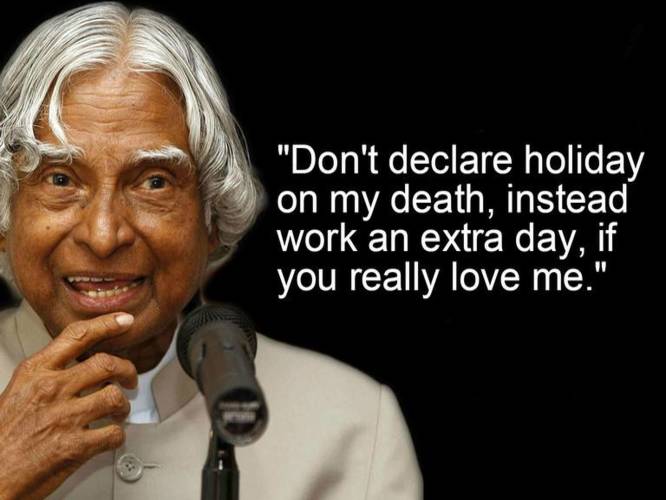 "Don't declare holiday
on my death, instead
work an extra day, if
you really love me."